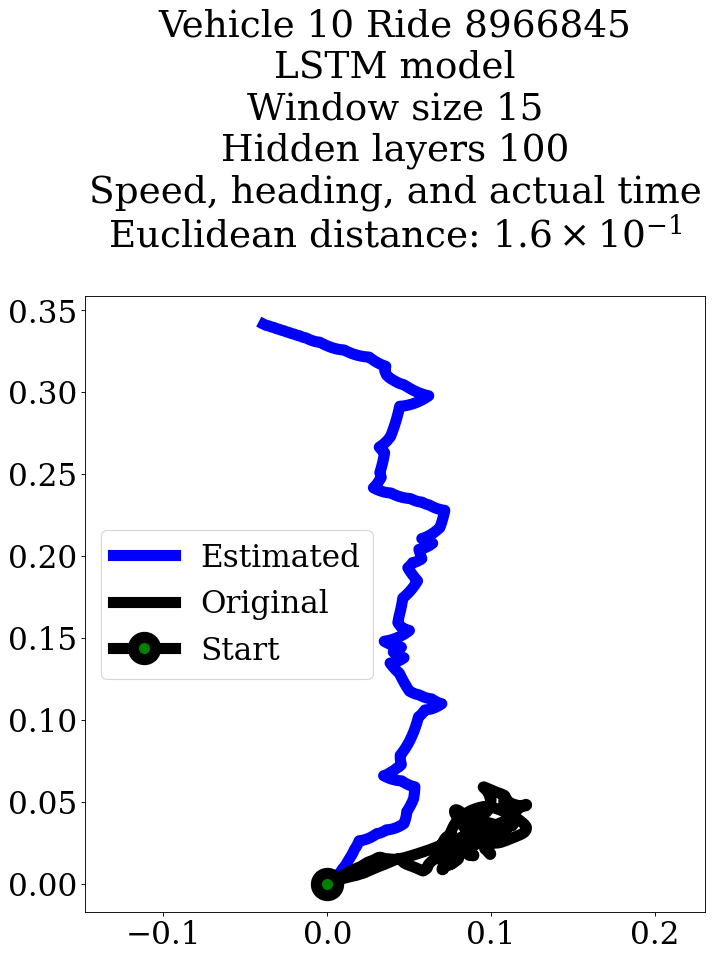 Vehicle 10 Ride 8966845
LSTM model
Window size 15
Hidden layers 100
Speed, heading, and actual time
Euclidean distance: 1.6 × 10⁻¹
0.35
0.30
0.25
0.20
0.15
0.10
0.05
0.00
Estimated
Original
Start
−0.1 0.0 0.1 0.2